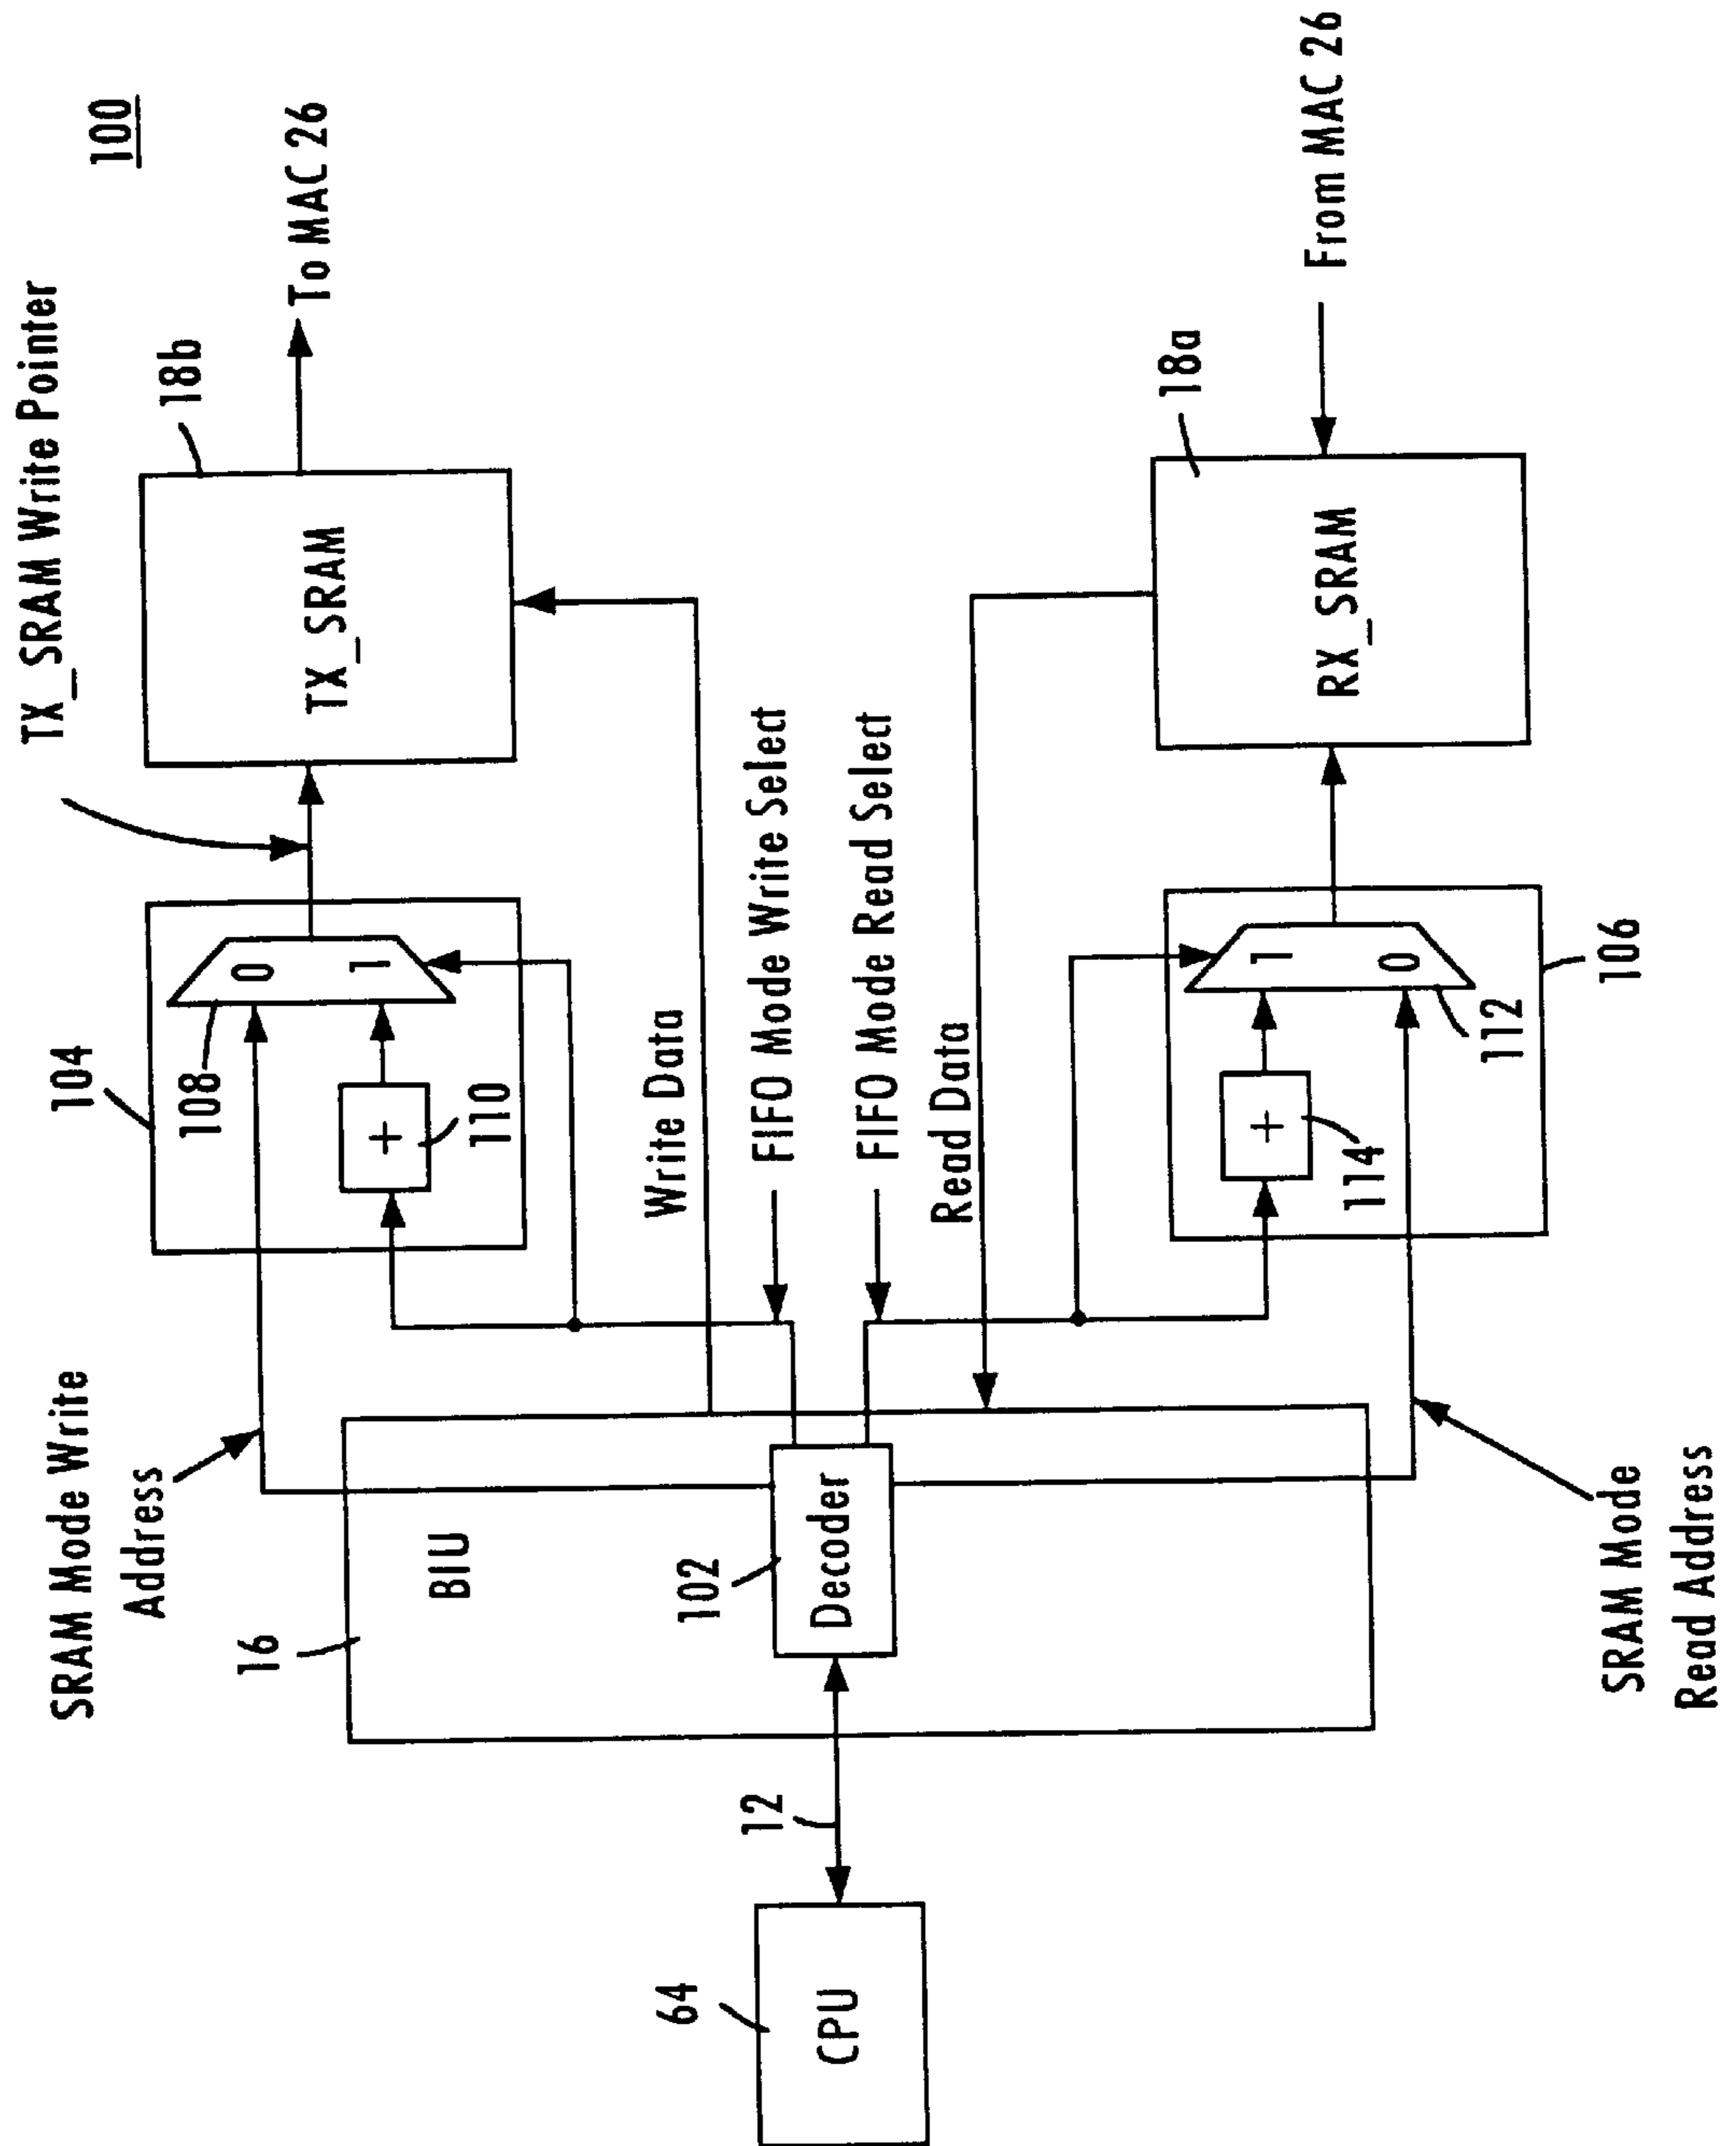 100
TX_SRAM Write Pointer
To MAC 26
18b
TX_SRAM
104
108
0
1
+
110
SRAM Mode Write
Address
Write Data
FIFO Mode Write Select
FIFO Mode Read Select
Read Data
16
BIU
102
Decoder
12
64
CPU
From MAC 26
18a
RX_SRAM
106
1
0
112
+
114
SRAM Mode
Read Address